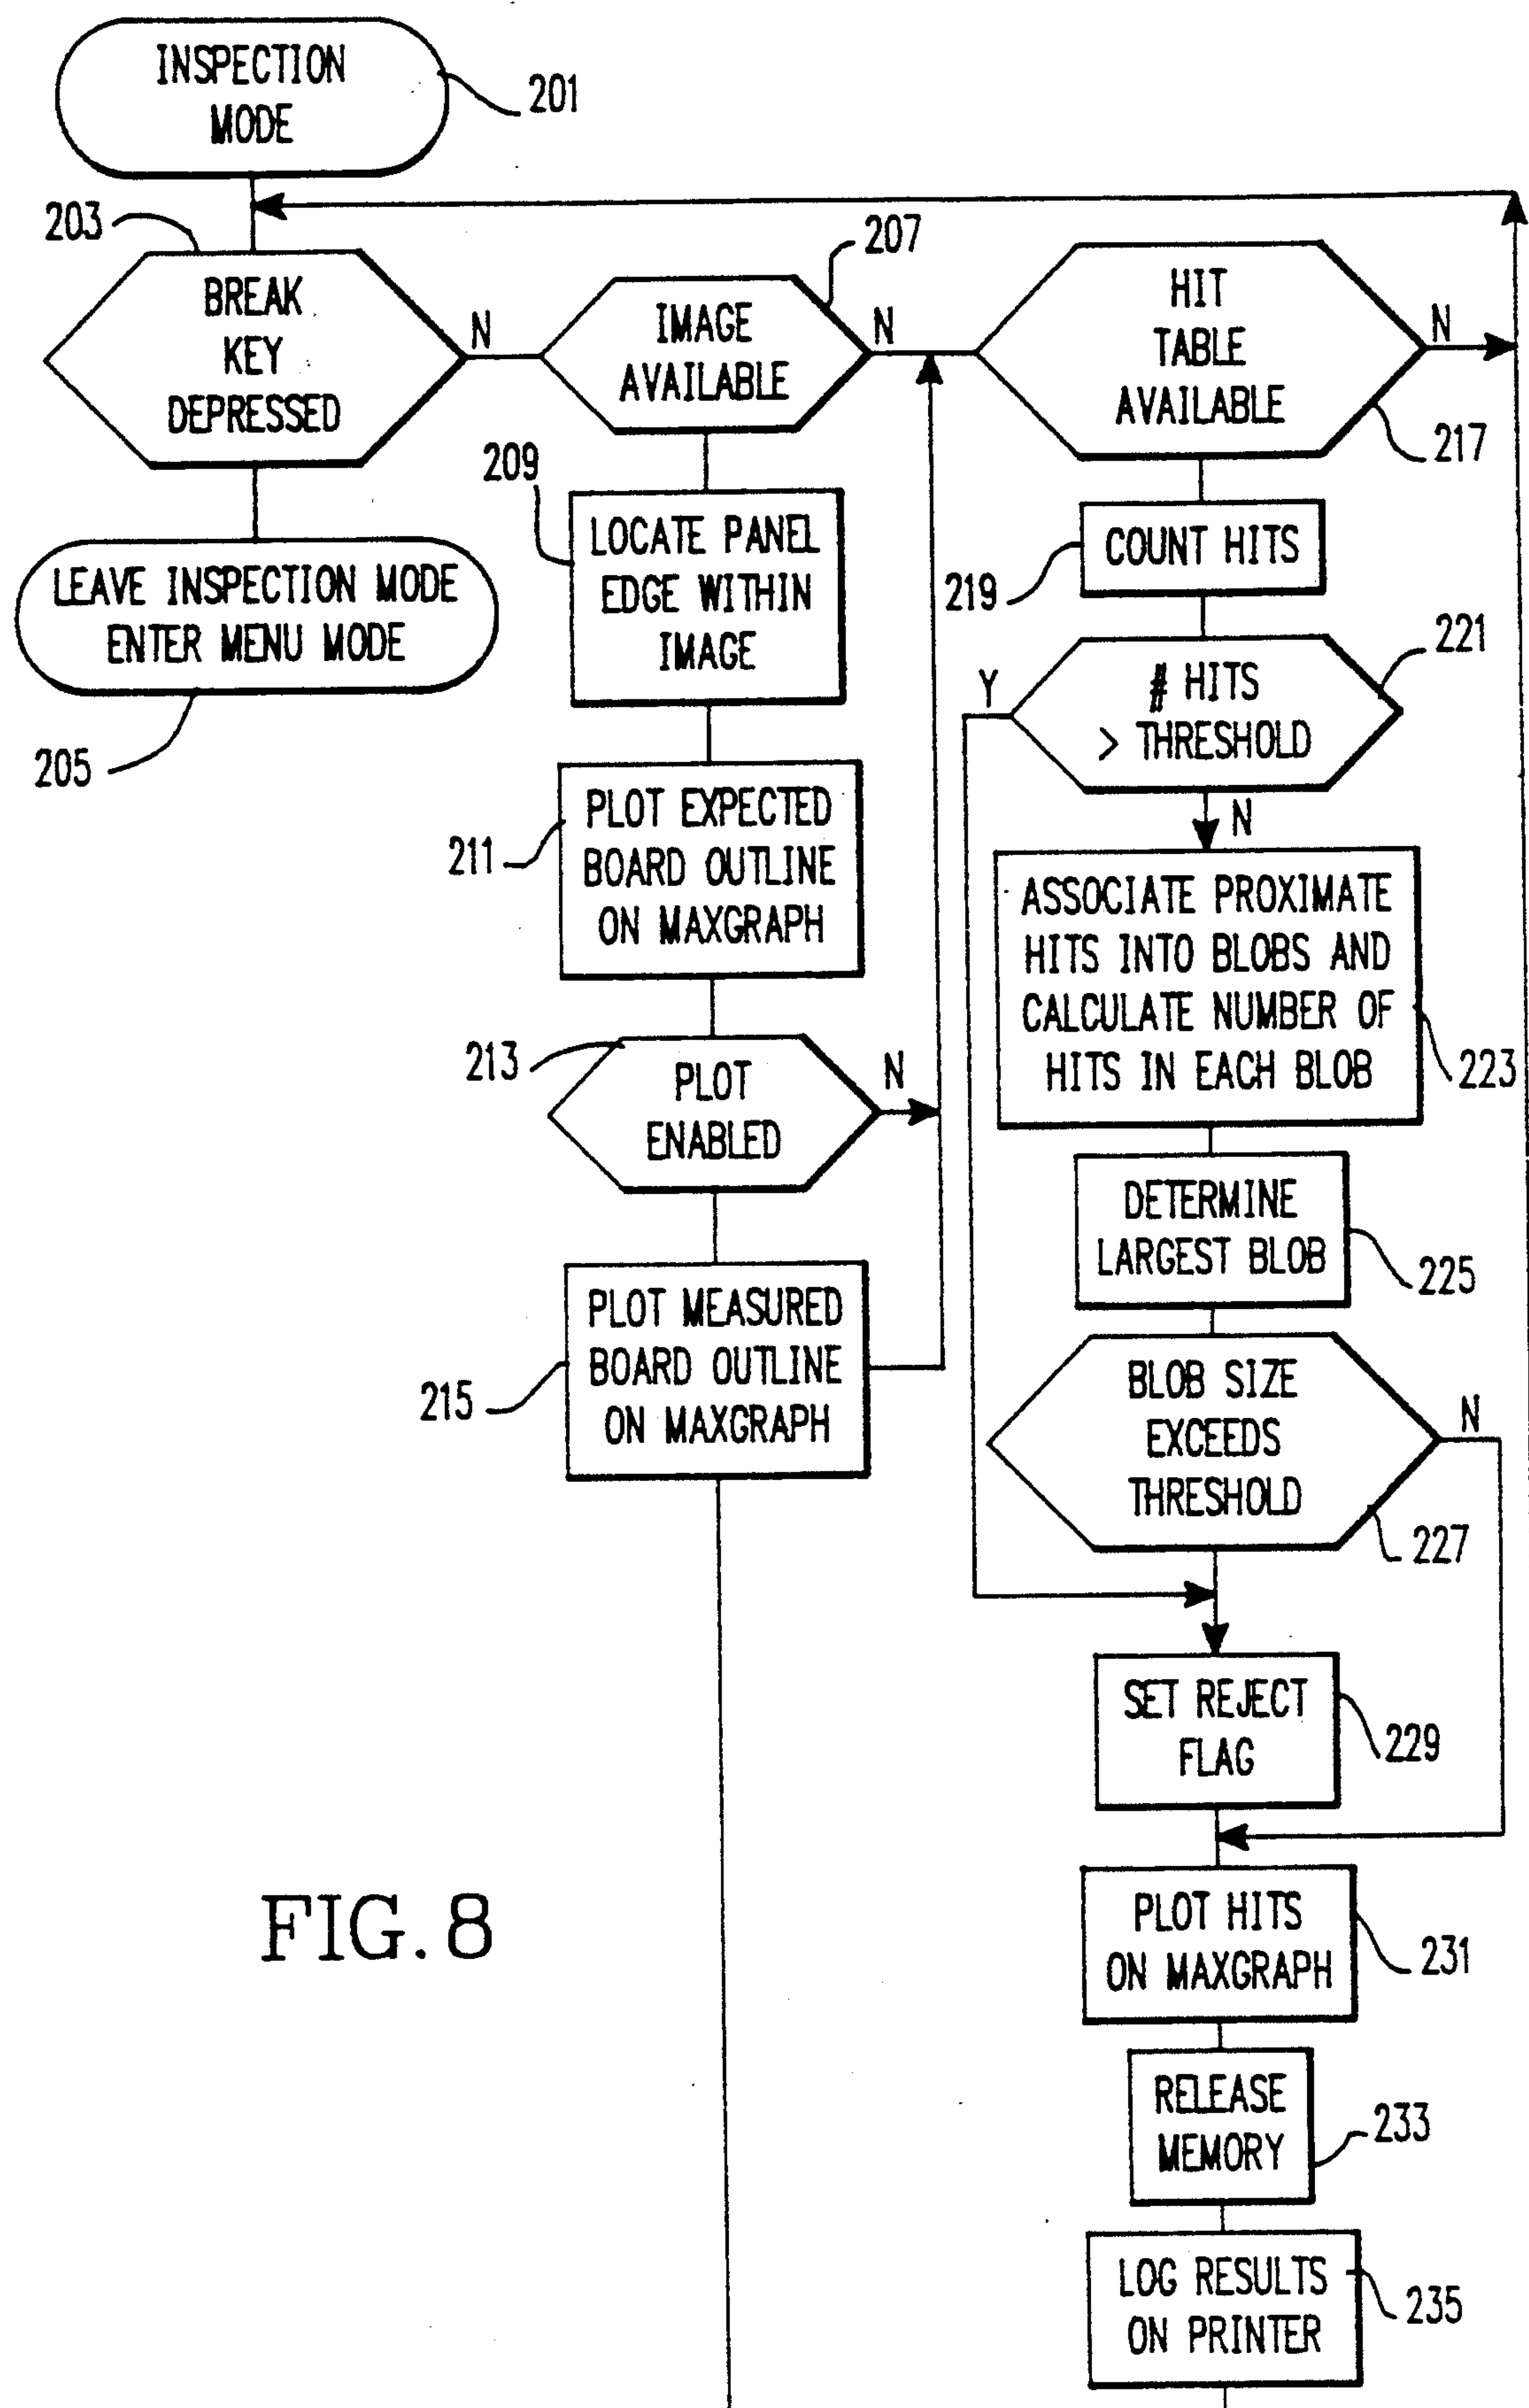 INSPECTION
MODE
201
203
BREAK
KEY
DEPRESSED
N
LEAVE INSPECTION MODE
ENTER MENU MODE
205
207
IMAGE
AVAILABLE
N
209
LOCATE PANEL
EDGE WITHIN
IMAGE
211
PLOT EXPECTED
BOARD OUTLINE
ON MAXGRAPH
213
PLOT
ENABLED
N
215
PLOT MEASURED
BOARD OUTLINE
ON MAXGRAPH
HIT
TABLE
AVAILABLE
N
217
COUNT HITS
219
# HITS
> THRESHOLD
221
Y
N
ASSOCIATE PROXIMATE
HITS INTO BLOBS AND
CALCULATE NUMBER OF
HITS IN EACH BLOB
223
DETERMINE
LARGEST BLOB
225
BLOB SIZE
EXCEEDS
THRESHOLD
N
227
SET REJECT
FLAG
229
PLOT HITS
ON MAXGRAPH
231
RELEASE
MEMORY
233
LOG RESULTS
ON PRINTER
235
FIG. 8